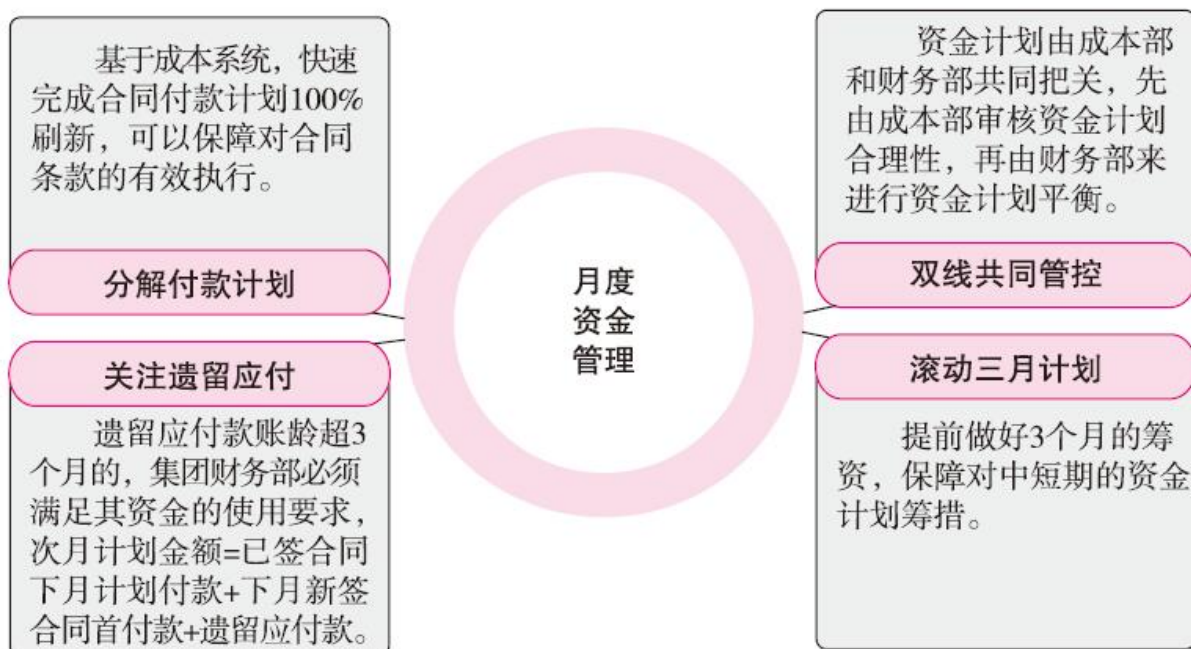 基于成本系统，快速
完成合同付款计划100%
刷新，可以保障对合同
条款的有效执行。
分解付款计划
关注遗留应付
遗留应付款账龄超3
个月的，集团财务部必须
满足其资金的使用要求，
次月计划金额=已签合同
下月计划付款+下月新签
合同首付款+遗留应付款。
月度
资金
管理
资金计划由成本部
和财务部共同把关，先
由成本部审核资金计划
合理性，再由财务部来
进行资金计划平衡。
双线共同管控
滚动三月计划
提前做好3个月的筹
资，保障对中短期的资金
计划筹措。